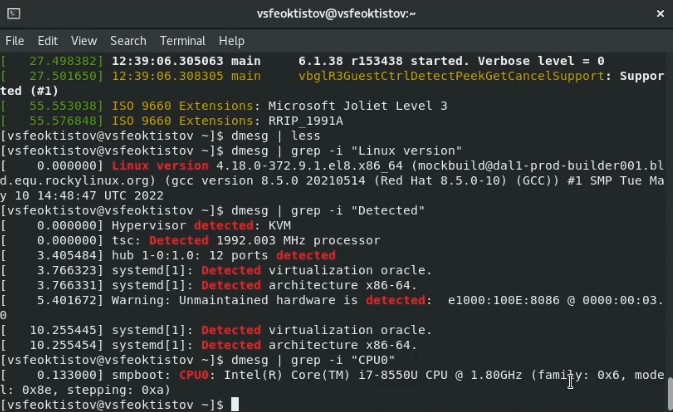 vsfeoktistov@vsfeoktistov:~
File Edit View Search Terminal Help
[   27.498382] 12:39:06.305063 main     6.1.38 r153438 started. Verbose level = 0
[   27.501650] 12:39:06.308305 main     vbglR3GuestCtrlDetectPeekGetCancelSupport: Suppor
ted (#1)
[   55.553038] ISO 9660 Extensions: Microsoft Joliet Level 3
[   55.576848] ISO 9660 Extensions: RRIP_1991A
[vsfeoktistov@vsfeoktistov ~]$ dmesg | less
[vsfeoktistov@vsfeoktistov ~]$ dmesg | grep -i "Linux version"
[    0.000000] Linux version 4.18.0-372.9.1.el8.x86_64 (mockbuild@dal1-prod-builder001.bl
d.equ.rockylinux.org) (gcc version 8.5.0 20210514 (Red Hat 8.5.0-10) (GCC)) #1 SMP Tue Ma
y 10 14:48:47 UTC 2022
[vsfeoktistov@vsfeoktistov ~]$ dmesg | grep -i "Detected"
[    0.000000] Hypervisor detected: KVM
[    0.000000] tsc: Detected 1992.003 MHz processor
[    3.405484] hub 1-0:1.0: 12 ports detected
[    3.766323] systemd[1]: Detected virtualization oracle.
[    3.766331] systemd[1]: Detected architecture x86-64.
[    5.401672] Warning: Unmaintained hardware is detected:  e1000:100E:8086 @ 0000:00:03.
0
[   10.255445] systemd[1]: Detected virtualization oracle.
[   10.255454] systemd[1]: Detected architecture x86-64.
[vsfeoktistov@vsfeoktistov ~]$ dmesg | grep -i "CPU0"
[    0.133000] smpboot: CPU0: Intel(R) Core(TM) i7-8550U CPU @ 1.80GHz (family: 0x6, mode
l: 0x8e, stepping: 0xa)
[vsfeoktistov@vsfeoktistov ~]$